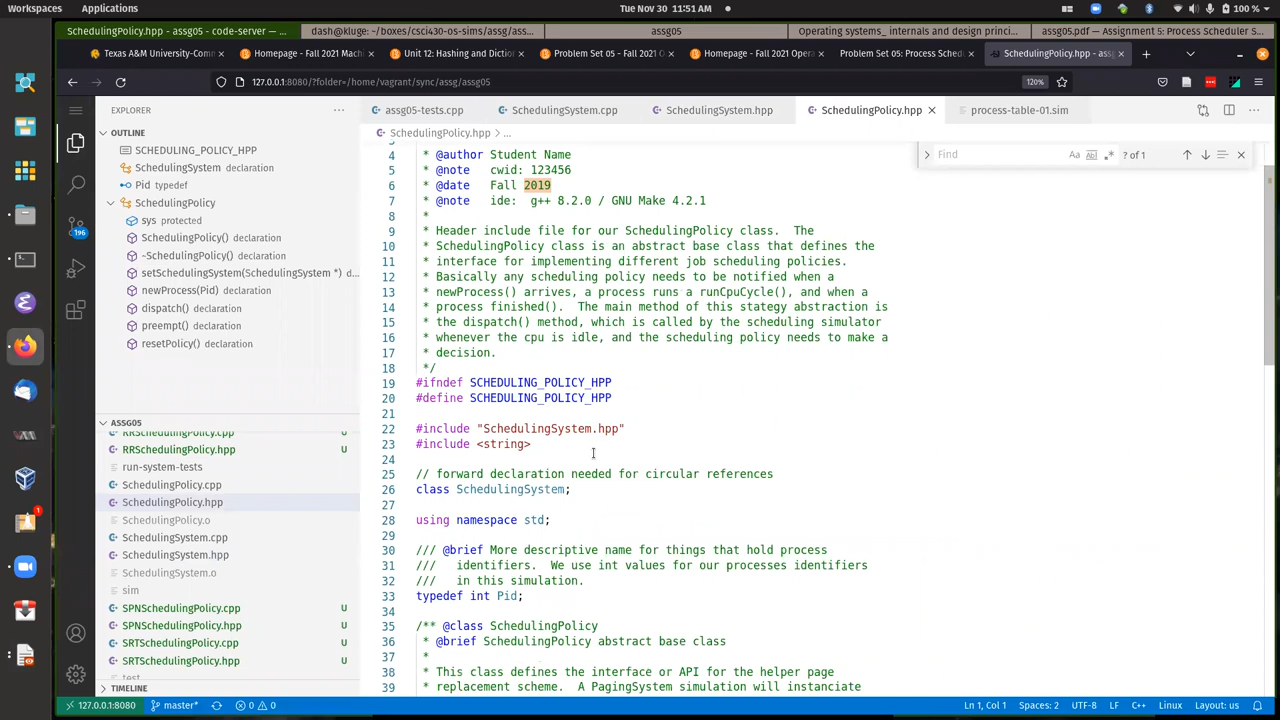 Workspaces Applications Tue Nov 30 11:51 AM 100 %
SchedulingPolicy.hpp - assg05 - code-server — ... dash@kluge: ~/boxes/csci430-os-sims/assg/assg... assg05 Operating systems_ internals and design princi... assg05.pdf — Assignment 5: Process Scheduler S...
Texas A&M University-Comm Homepage - Fall 2021 Machi Unit 12: Hashing and Diction Problem Set 05 - Fall 2021 O Homepage - Fall 2021 Opera Problem Set 05: Process Sched SchedulingPolicy.hpp - assg
127.0.0.1:8080/?folder=/home/vagrant/sync/assg/assg05 120%
EXPLORER
assg05-tests.cpp SchedulingSystem.cpp SchedulingSystem.hpp SchedulingPolicy.hpp process-table-01.sim
OUTLINE
SchedulingPolicy.hpp > ...
SCHEDULING_POLICY_HPP
SchedulingSystem declaration
Pid typedef
SchedulingPolicy
sys protected
SchedulingPolicy() declaration
~SchedulingPolicy() declaration
setSchedulingSystem(SchedulingSystem *) d...
newProcess(Pid) declaration
dispatch() declaration
preempt() declaration
resetPolicy() declaration
196
ASSG05
RRSchedulingPolicy.cpp U
RRSchedulingPolicy.hpp U
run-system-tests
SchedulingPolicy.cpp
SchedulingPolicy.hpp
SchedulingPolicy.o
SchedulingSystem.cpp
SchedulingSystem.hpp
SchedulingSystem.o
sim
SPNSchedulingPolicy.cpp U
SPNSchedulingPolicy.hpp U
SRTSchedulingPolicy.cpp U
SRTSchedulingPolicy.hpp U
test
TIMELINE
Find Aa ab .* ? of 1
4 * @author Student Name
5 * @note cwid: 123456
6 * @date Fall 2019
7 * @note ide: g++ 8.2.0 / GNU Make 4.2.1
8 *
9 * Header include file for our SchedulingPolicy class. The
10 * SchedulingPolicy class is an abstract base class that defines the
11 * interface for implementing different job scheduling policies.
12 * Basically any scheduling policy needs to be notified when a
13 * newProcess() arrives, a process runs a runCpuCycle(), and when a
14 * process finished(). The main method of this stategy abstraction is
15 * the dispatch() method, which is called by the scheduling simulator
16 * whenever the cpu is idle, and the scheduling policy needs to make a
17 * decision.
18 */
19 #ifndef SCHEDULING_POLICY_HPP
20 #define SCHEDULING_POLICY_HPP
21
22 #include "SchedulingSystem.hpp"
23 #include <string>
24
25 // forward declaration needed for circular references
26 class SchedulingSystem;
27
28 using namespace std;
29
30 /// @brief More descriptive name for things that hold process
31 /// identifiers. We use int values for our processes identifiers
32 /// in this simulation.
33 typedef int Pid;
34
35 /** @class SchedulingPolicy
36 * @brief SchedulingPolicy abstract base class
37 *
38 * This class defines the interface or API for the helper page
39 * replacement scheme. A PagingSystem simulation will instanciate
127.0.0.1:8080 master* 0 0 Ln 1, Col 1 Spaces: 2 UTF-8 LF C++ Linux Layout: us